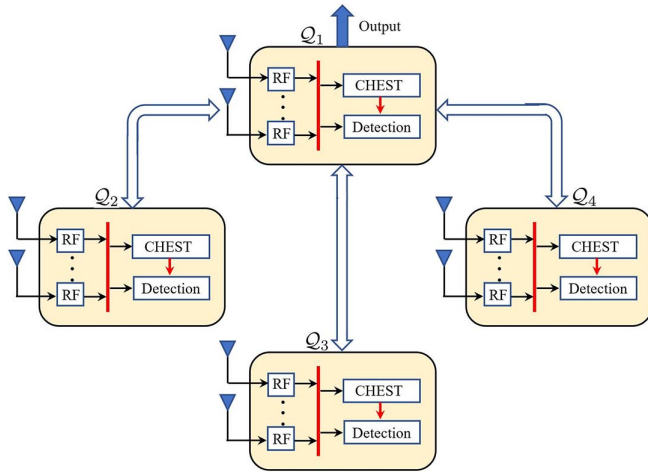 Output
Q1
RF
CHEST
RF
Detection
Q2
Q4
RF
CHEST
RF
Detection
RF
CHEST
RF
Detection
Q3
RF
CHEST
RF
Detection